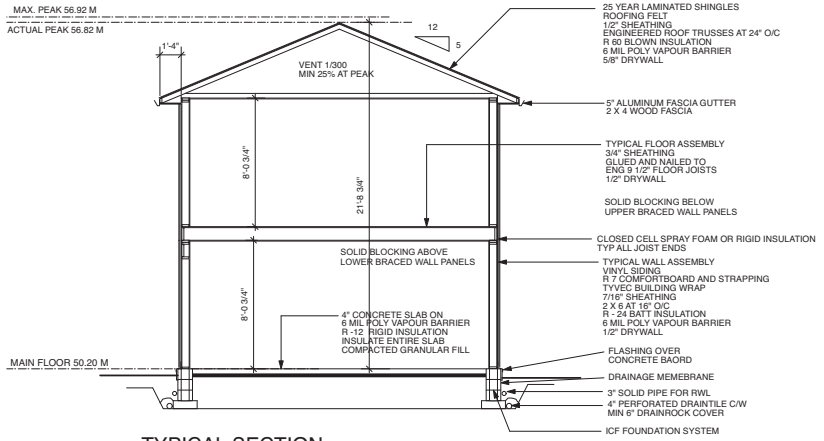 MAX. PEAK 56.92 M
ACTUAL PEAK 56.82 M
1'-4"
12
5
VENT 1/300
MIN 25% AT PEAK
25 YEAR LAMINATED SHINGLES
ROOFING FELT
1/2" SHEATHING
ENGINEERED ROOF TRUSSES AT 24" O/C
R 60 BLOWN INSULATION
6 MIL POLY VAPOUR BARRIER
5/8" DRYWALL
5" ALUMINUM FASCIA GUTTER
2 X 4 WOOD FASCIA
8'-0 3/4"
21'-8 3/4"
TYPICAL FLOOR ASSEMBLY
3/4" SHEATHING
GLUED AND NAILED TO
ENG 9 1/2" FLOOR JOISTS
1/2" DRYWALL
SOLID BLOCKING BELOW
UPPER BRACED WALL PANELS
CLOSED CELL SPRAY FOAM OR RIGID INSULATION
TYP ALL JOIST ENDS
SOLID BLOCKING ABOVE
LOWER BRACED WALL PANELS
TYPICAL WALL ASSEMBLY
VINYL SIDING
R 7 COMFORTBOARD AND STRAPPING
TYVEC BUILDING WRAP
7/16" SHEATHING
2 X 6 AT 16" O/C
R - 24 BATT INSULATION
6 MIL POLY VAPOUR BARRIER
1/2" DRYWALL
8'-0 3/4"
4" CONCRETE SLAB ON
6 MIL POLY VAPOUR BARRIER
R -12 RIGID INSULATION
INSULATE ENTIRE SLAB
COMPACTED GRANULAR FILL
MAIN FLOOR 50.20 M
FLASHING OVER
CONCRETE BAORD
DRAINAGE MEMEBRANE
3" SOLID PIPE FOR RWL
4" PERFORATED DRAINTILE C/W
MIN 6" DRAINROCK COVER
ICF FOUNDATION SYSTEM
TYPICAL SECTION